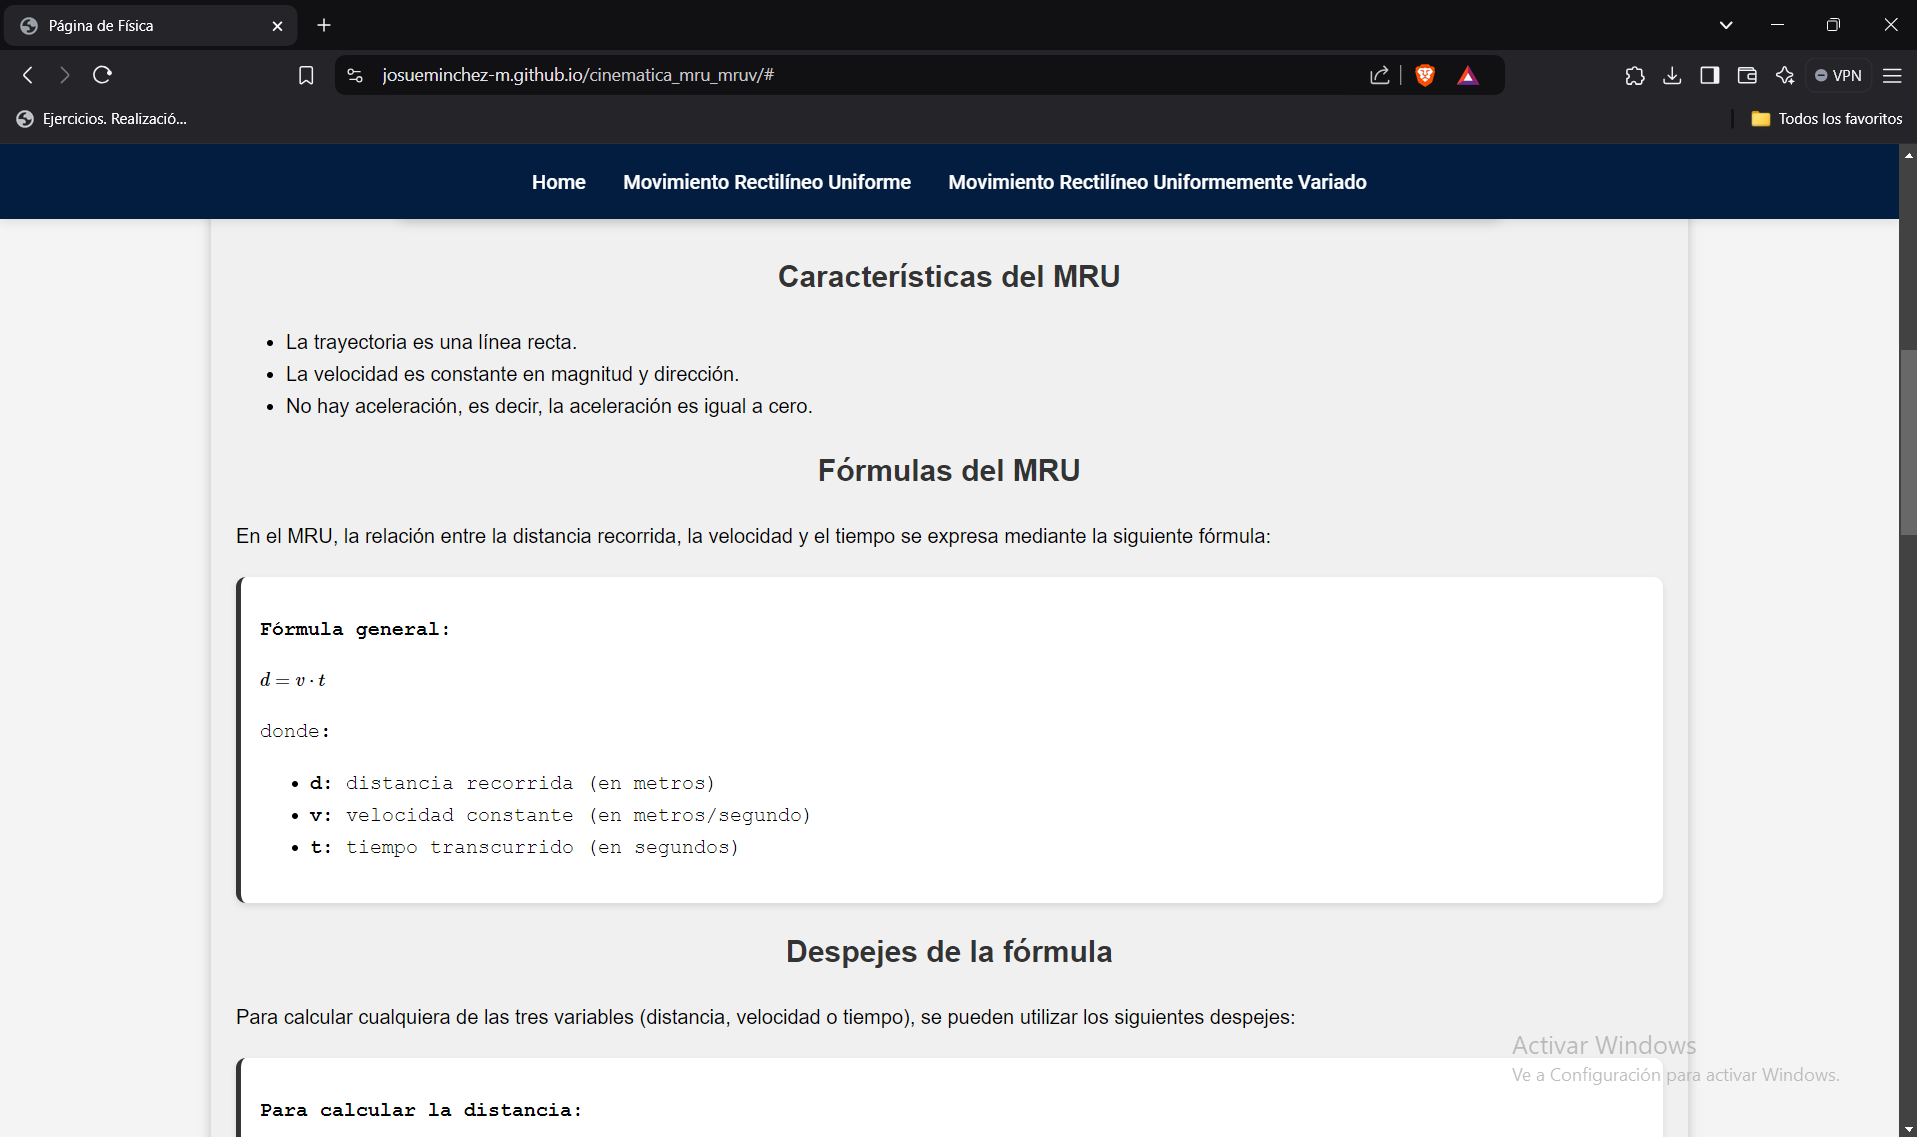 Página de Física
josueminchez-m.github.io/cinematica_mru_mruv/#
VPN
Ejercicios. Realizació...
Todos los favoritos
Home Movimiento Rectilíneo Uniforme Movimiento Rectilíneo Uniformemente Variado
Características del MRU
• La trayectoria es una línea recta.
• La velocidad es constante en magnitud y dirección.
• No hay aceleración, es decir, la aceleración es igual a cero.
Fórmulas del MRU
En el MRU, la relación entre la distancia recorrida, la velocidad y el tiempo se expresa mediante la siguiente fórmula:
Fórmula general:
d = v · t
donde:
• d: distancia recorrida (en metros)
• v: velocidad constante (en metros/segundo)
• t: tiempo transcurrido (en segundos)
Despejes de la fórmula
Para calcular cualquiera de las tres variables (distancia, velocidad o tiempo), se pueden utilizar los siguientes despejes:
Activar Windows
Ve a Configuración para activar Windows.
Para calcular la distancia: